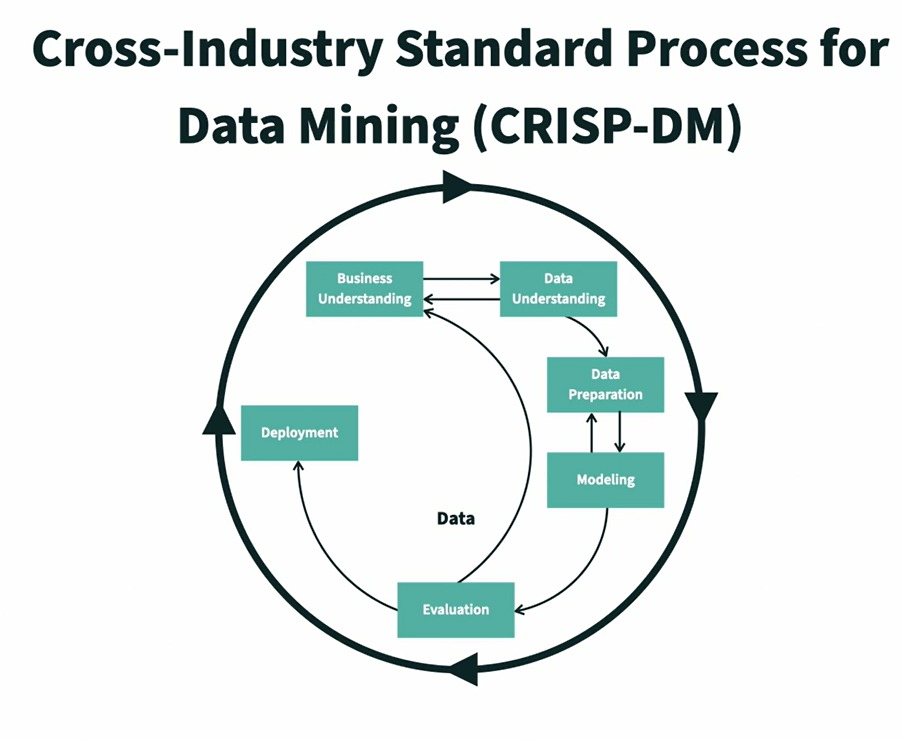 Cross-Industry Standard Process for
Data Mining (CRISP-DM)
Business
Understanding
Data
Understanding
Data
Preparation
Deployment
Modeling
Data
Evaluation